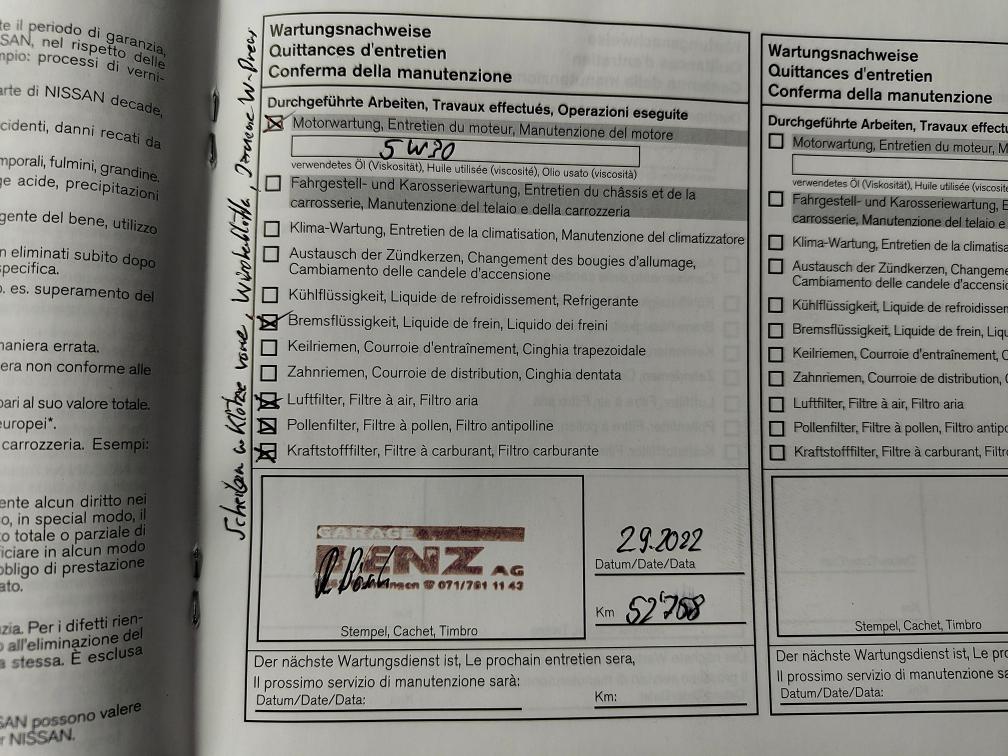 te il periodo di garanzia,
SAN, nel rispetto delle
mpio: processi di verni-
arte di NISSAN decade,
cidenti, danni recati da
mporali, fulmini, grandine.
ge acide, precipitazioni
gente del bene, utilizzo
n eliminati subito dopo
specifica.
o. es. superamento del
maniera errata.
era non conforme alle
pari al suo valore totale.
europei*.
carrozzeria. Esempi:
ente alcun diritto nei
o, in special modo, il
o totale o parziale di
ficiare in alcun modo
obbligo di prestazione
ato.
zia. Per i difetti rien-
o all'eliminazione del
a stessa. È esclusa
SAN possono valere
r NISSAN.
Scheiben u Klötze vorne,
Wartungsnachweise
Quittances d'entretien
Conferma della manutenzione
Durchgeführte Arbeiten, Travaux effectués, Operazioni eseguite
Motorwartung, Entretien du moteur, Manutenzione del motore
5W30
verwendetes Öl (Viskosität), Huile utilisée (viscosité), Olio usato (viscosità)
Fahrgestell- und Karosseriewartung, Entretien du châssis et de la
carrosserie, Manutenzione del telaio e della carrozzeria
Klima-Wartung, Entretien de la climatisation, Manutenzione del climatizzatore
Austausch der Zündkerzen, Changement des bougies d'allumage,
Cambiamento delle candele d'accensione
Kühlflüssigkeit, Liquide de refroidissement, Refrigerante
Bremsflüssigkeit, Liquide de frein, Liquido dei freini
Keilriemen, Courroie d'entraînement, Cinghia trapezoidale
Zahnriemen, Courroie de distribution, Cinghia dentata
Luftfilter, Filtre à air, Filtro aria
Pollenfilter, Filtre à pollen, Filtro antipolline
Kraftstofffilter, Filtre à carburant, Filtro carburante
GARAGE
BENZ AG
071/761 11 43
Stempel, Cachet, Timbro
2.9.2022
Datum/Date/Data
Km 52'768
Der nächste Wartungsdienst ist, Le prochain entretien sera,
Il prossimo servizio di manutenzione sarà:
Datum/Date/Data: Km:
Wartungsnachweise
Quittances d'entretien
Conferma della manutenzione
Durchgeführte Arbeiten, Travaux effectu
Motorwartung, Entretien du moteur, M
verwendetes Öl (Viskosität), Huile utilisée (viscosité
Fahrgestell- und Karosseriewartung, E
carrosserie, Manutenzione del telaio e
Klima-Wartung, Entretien de la climatisa
Austausch der Zündkerzen, Changeme
Cambiamento delle candele d'accensio
Kühlflüssigkeit, Liquide de refroidissem
Bremsflüssigkeit, Liquide de frein, Liqu
Keilriemen, Courroie d'entraînement, C
Zahnriemen, Courroie de distribution, C
Luftfilter, Filtre à air, Filtro aria
Pollenfilter, Filtre à pollen, Filtro antipo
Kraftstofffilter, Filtre à carburant, Filtro
Stempel, Cachet, Timbro
Der nächste Wartungsdienst ist, Le pro
Il prossimo servizio di manutenzione sa
Datum/Date/Data: